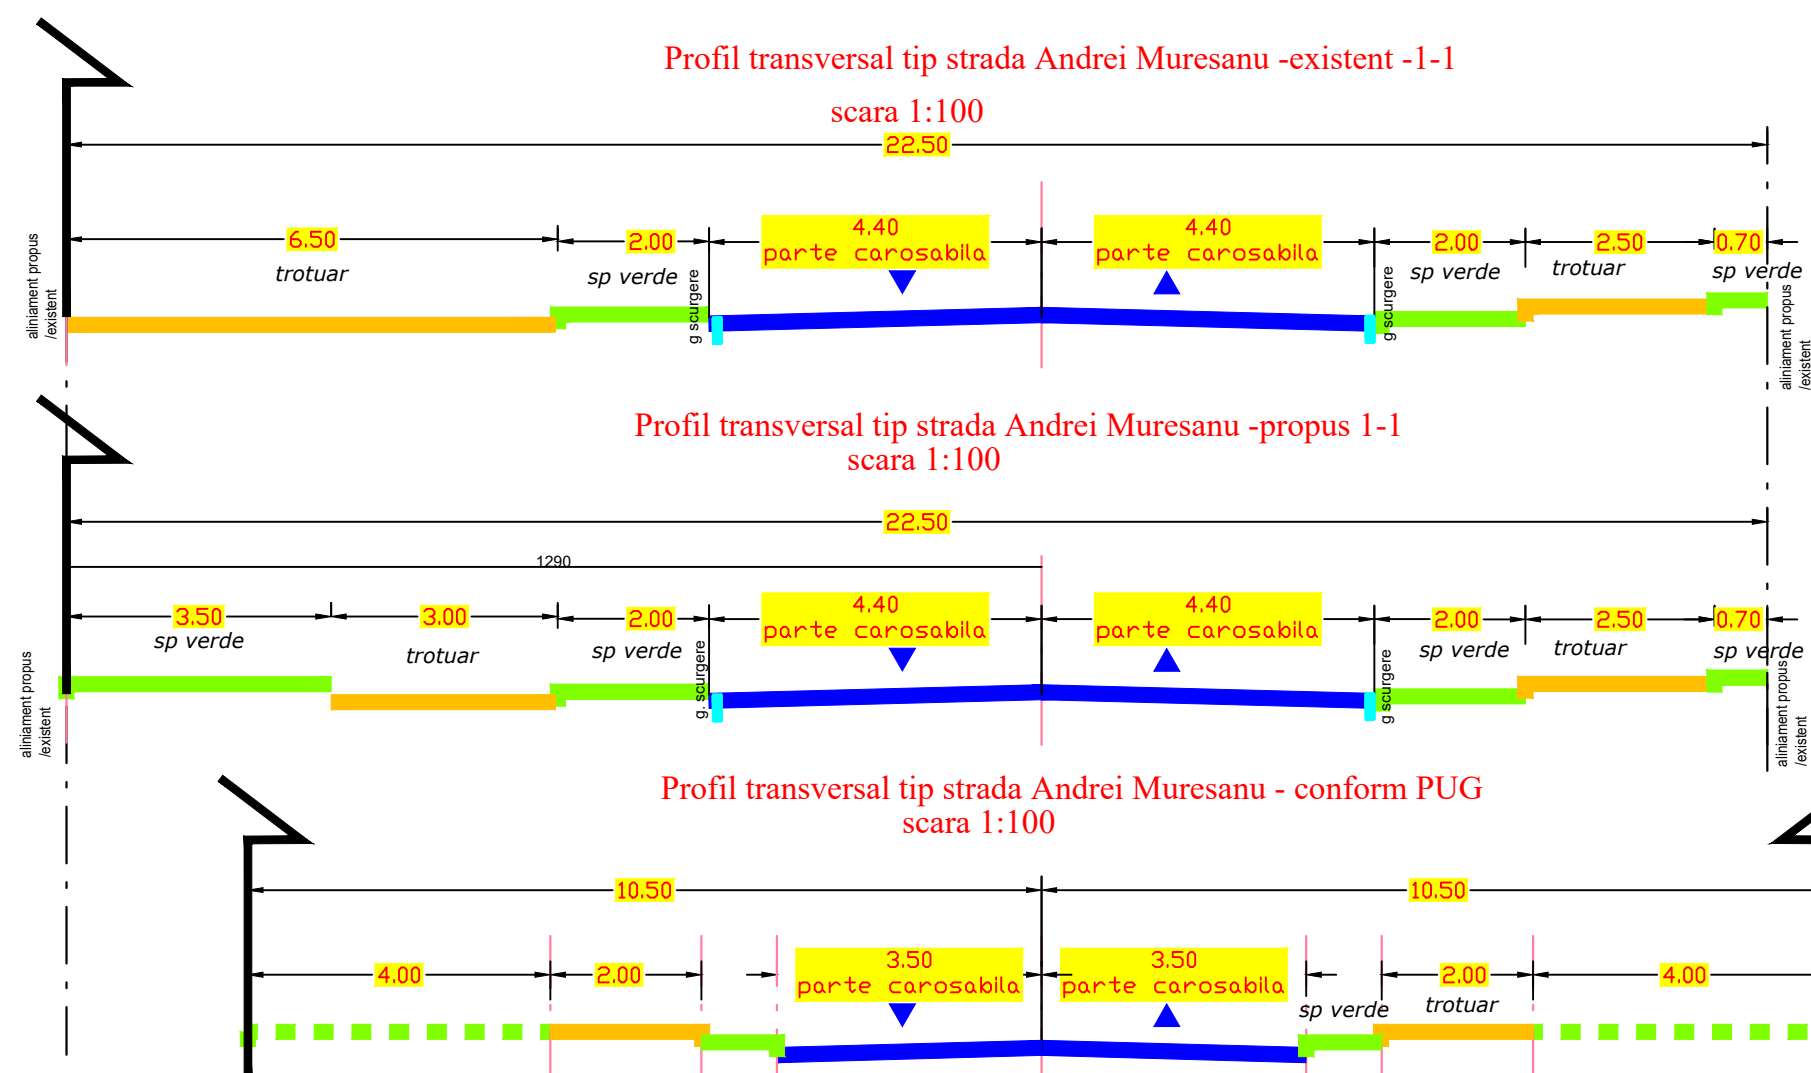 Profil transversal tip strada Andrei Muresanu -existent -1-1
scara 1:100
22.50
6.50
trotuar
2.00
sp verde
4.40
parte carosabila
4.40
parte carosabila
2.00
sp verde
2.50
trotuar
0.70
sp verde
aliniament propus
/existent
g scurgere
g scurgere
aliniament propus
/existent
Profil transversal tip strada Andrei Muresanu -propus 1-1
scara 1:100
22.50
1290
3.50
sp verde
3.00
trotuar
2.00
sp verde
4.40
parte carosabila
4.40
parte carosabila
2.00
sp verde
2.50
trotuar
0.70
sp verde
aliniament propus
/existent
g. scurgere
g scurgere
aliniament propus
/existent
Profil transversal tip strada Andrei Muresanu - conform PUG
scara 1:100
10.50
10.50
4.00
2.00
3.50
parte carosabila
3.50
parte carosabila
sp verde
2.00
trotuar
4.00